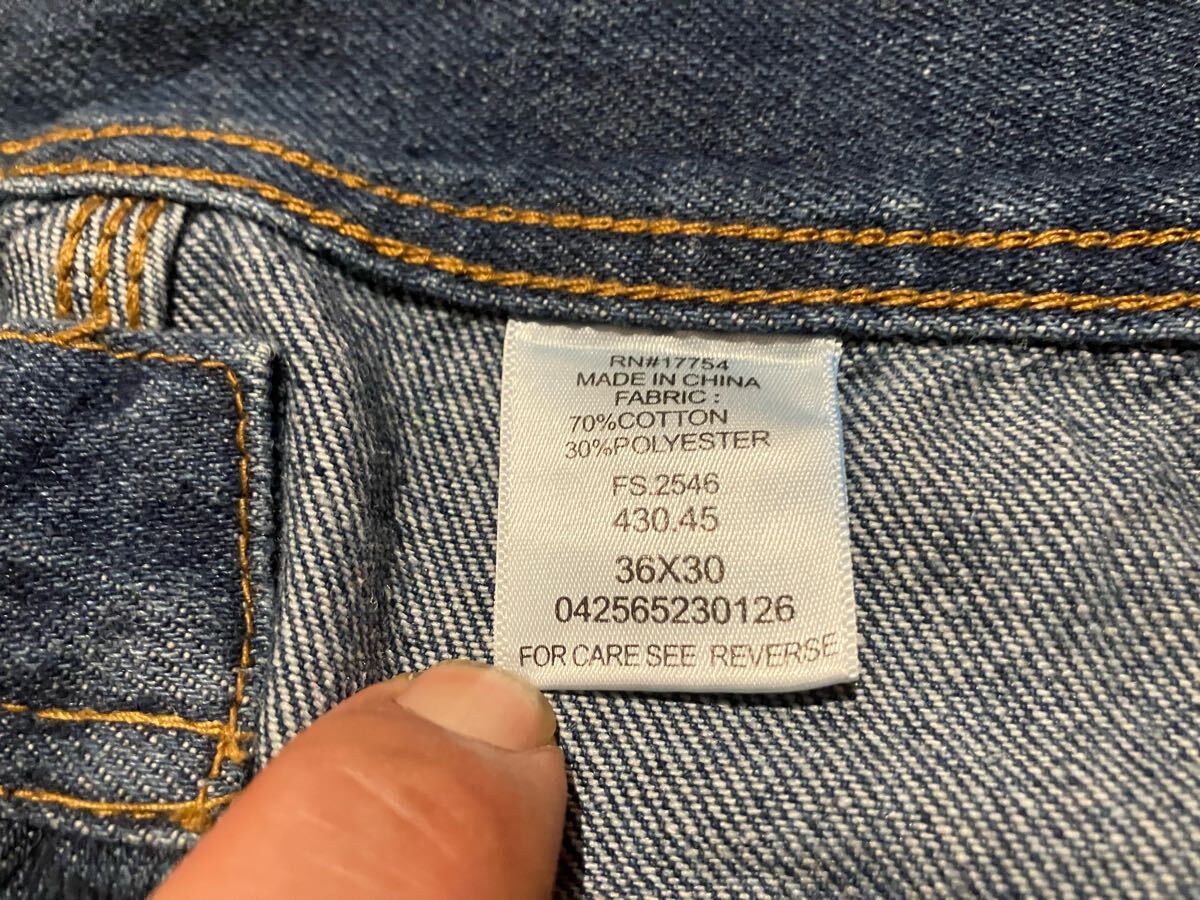 RN#17754
MADE IN CHINA
FABRIC :
70%COTTON
30%POLYESTER
FS.2546
430.45
36X30
042565230126
FOR CARE SEE REVERSE